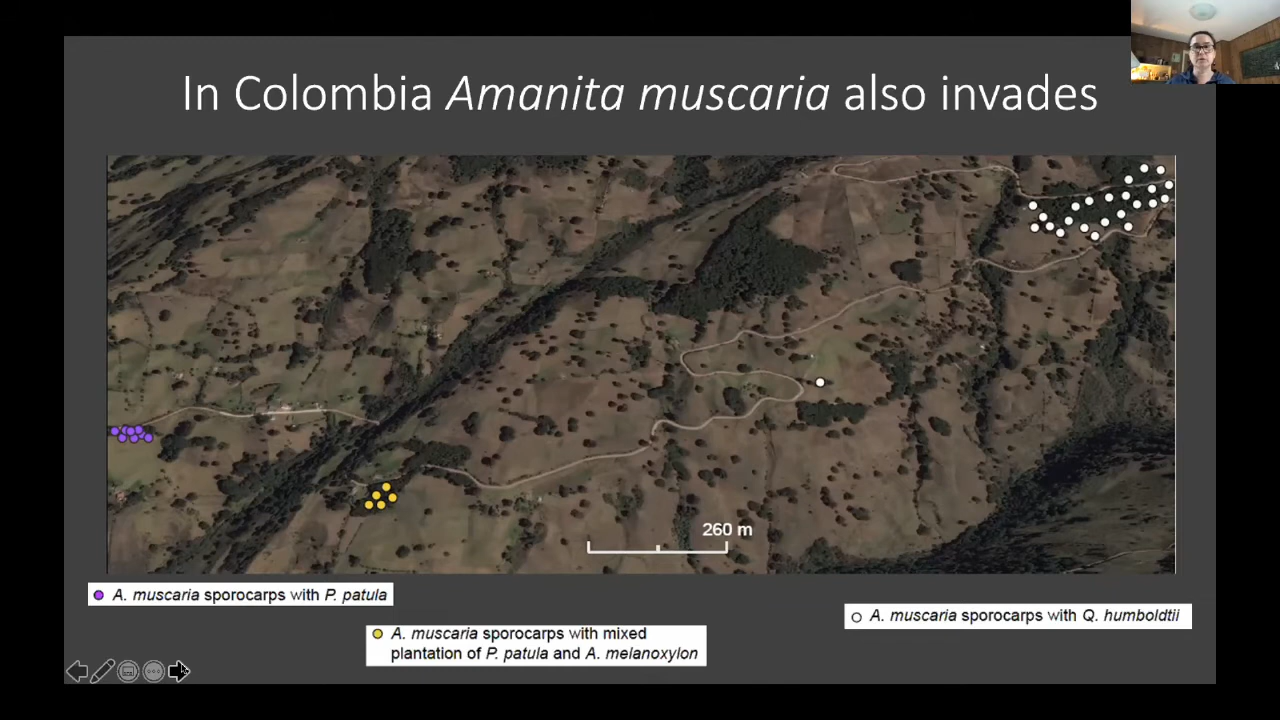 In Colombia Amanita muscaria also invades
260 m
A. muscaria sporocarps with P. patula
A. muscaria sporocarps with mixed
plantation of P. patula and A. melanoxylon
A. muscaria sporocarps with Q. humboldtii